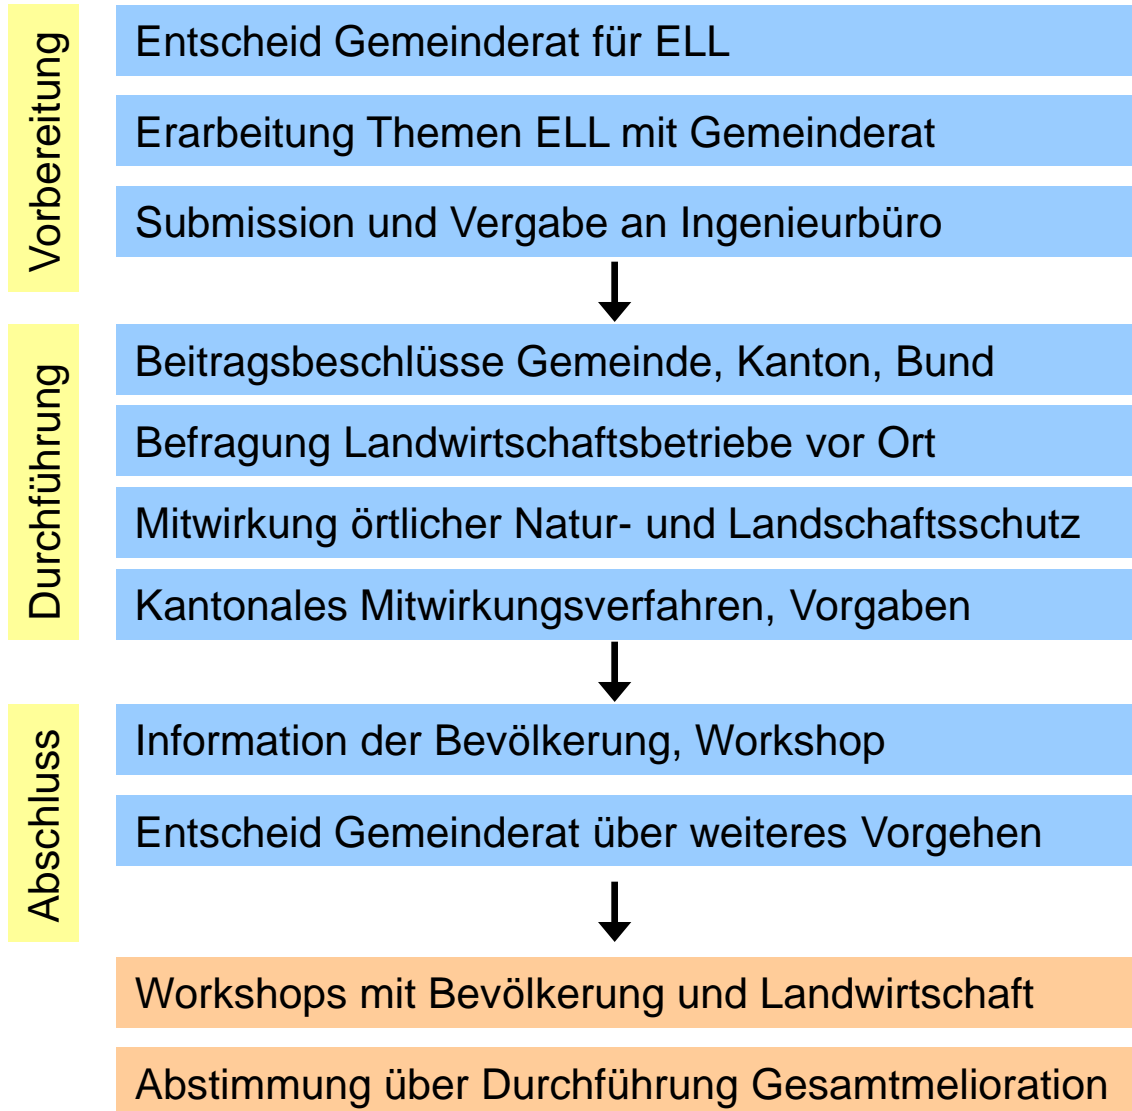 Vorbereitung
Entscheid Gemeinderat für ELL
Erarbeitung Themen ELL mit Gemeinderat
Submission und Vergabe an Ingenieurbüro
Durchführung
Beitragsbeschlüsse Gemeinde, Kanton, Bund
Befragung Landwirtschaftsbetriebe vor Ort
Mitwirkung örtlicher Natur- und Landschaftsschutz
Kantonales Mitwirkungsverfahren, Vorgaben
Abschluss
Information der Bevölkerung, Workshop
Entscheid Gemeinderat über weiteres Vorgehen
Workshops mit Bevölkerung und Landwirtschaft
Abstimmung über Durchführung Gesamtmelioration